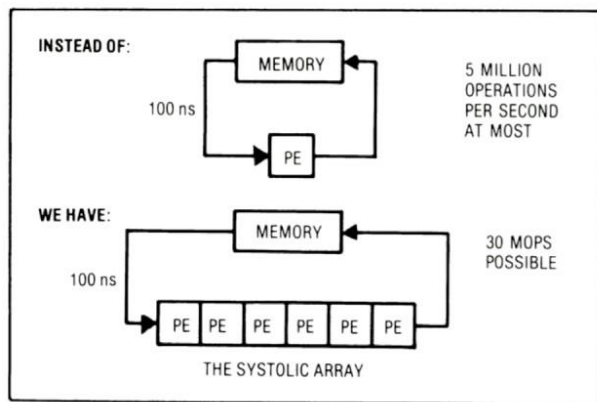 INSTEAD OF:
MEMORY
100 ns
PE
5 MILLION
OPERATIONS
PER SECOND
AT MOST
WE HAVE:
MEMORY
100 ns
PE PE PE PE PE PE
30 MOPS
POSSIBLE
THE SYSTOLIC ARRAY